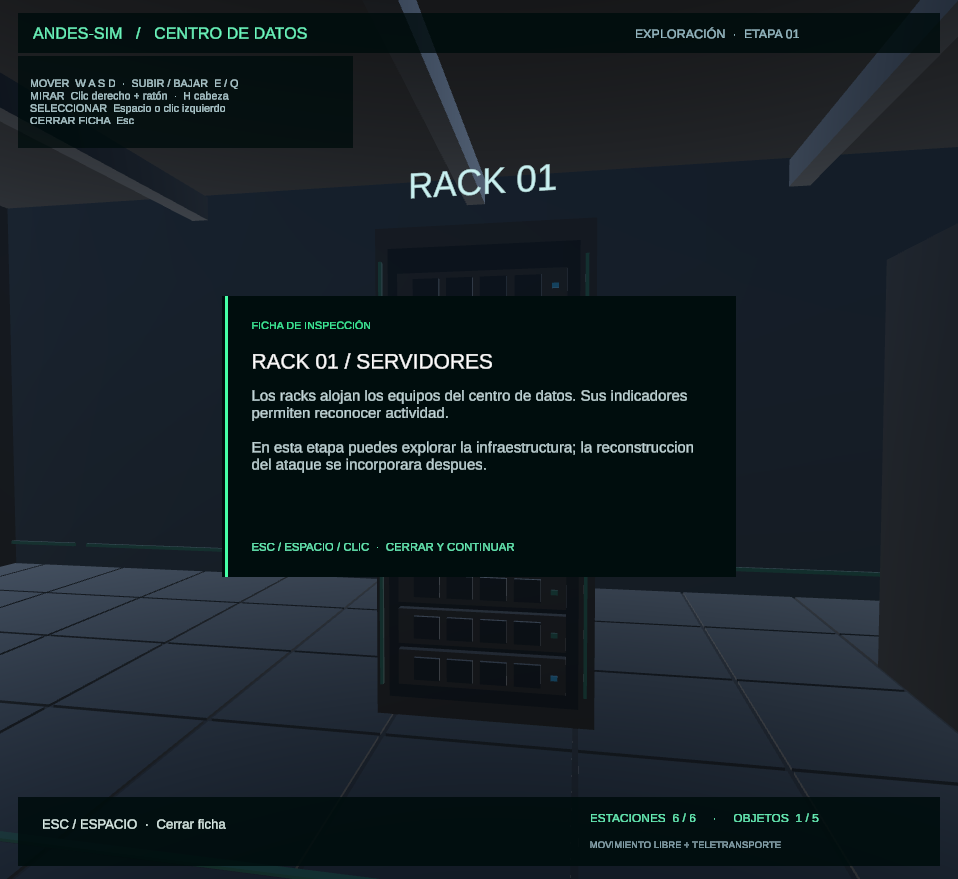 ANDES-SIM / CENTRO DE DATOS
EXPLORACIÓN · ETAPA 01
MOVER W A S D · SUBIR / BAJAR E / Q
MIRAR Clic derecho + ratón · H cabeza
SELECCIONAR Espacio o clic izquierdo
CERRAR FICHA Esc
RACK 01
FICHA DE INSPECCIÓN
RACK 01 / SERVIDORES
Los racks alojan los equipos del centro de datos. Sus indicadores
permiten reconocer actividad.
En esta etapa puedes explorar la infraestructura; la reconstruccion
del ataque se incorporara despues.
ESC / ESPACIO / CLIC · CERRAR Y CONTINUAR
ESC / ESPACIO · Cerrar ficha
ESTACIONES 6 / 6 · OBJETOS 1 / 5
MOVIMIENTO LIBRE + TELETRANSPORTE